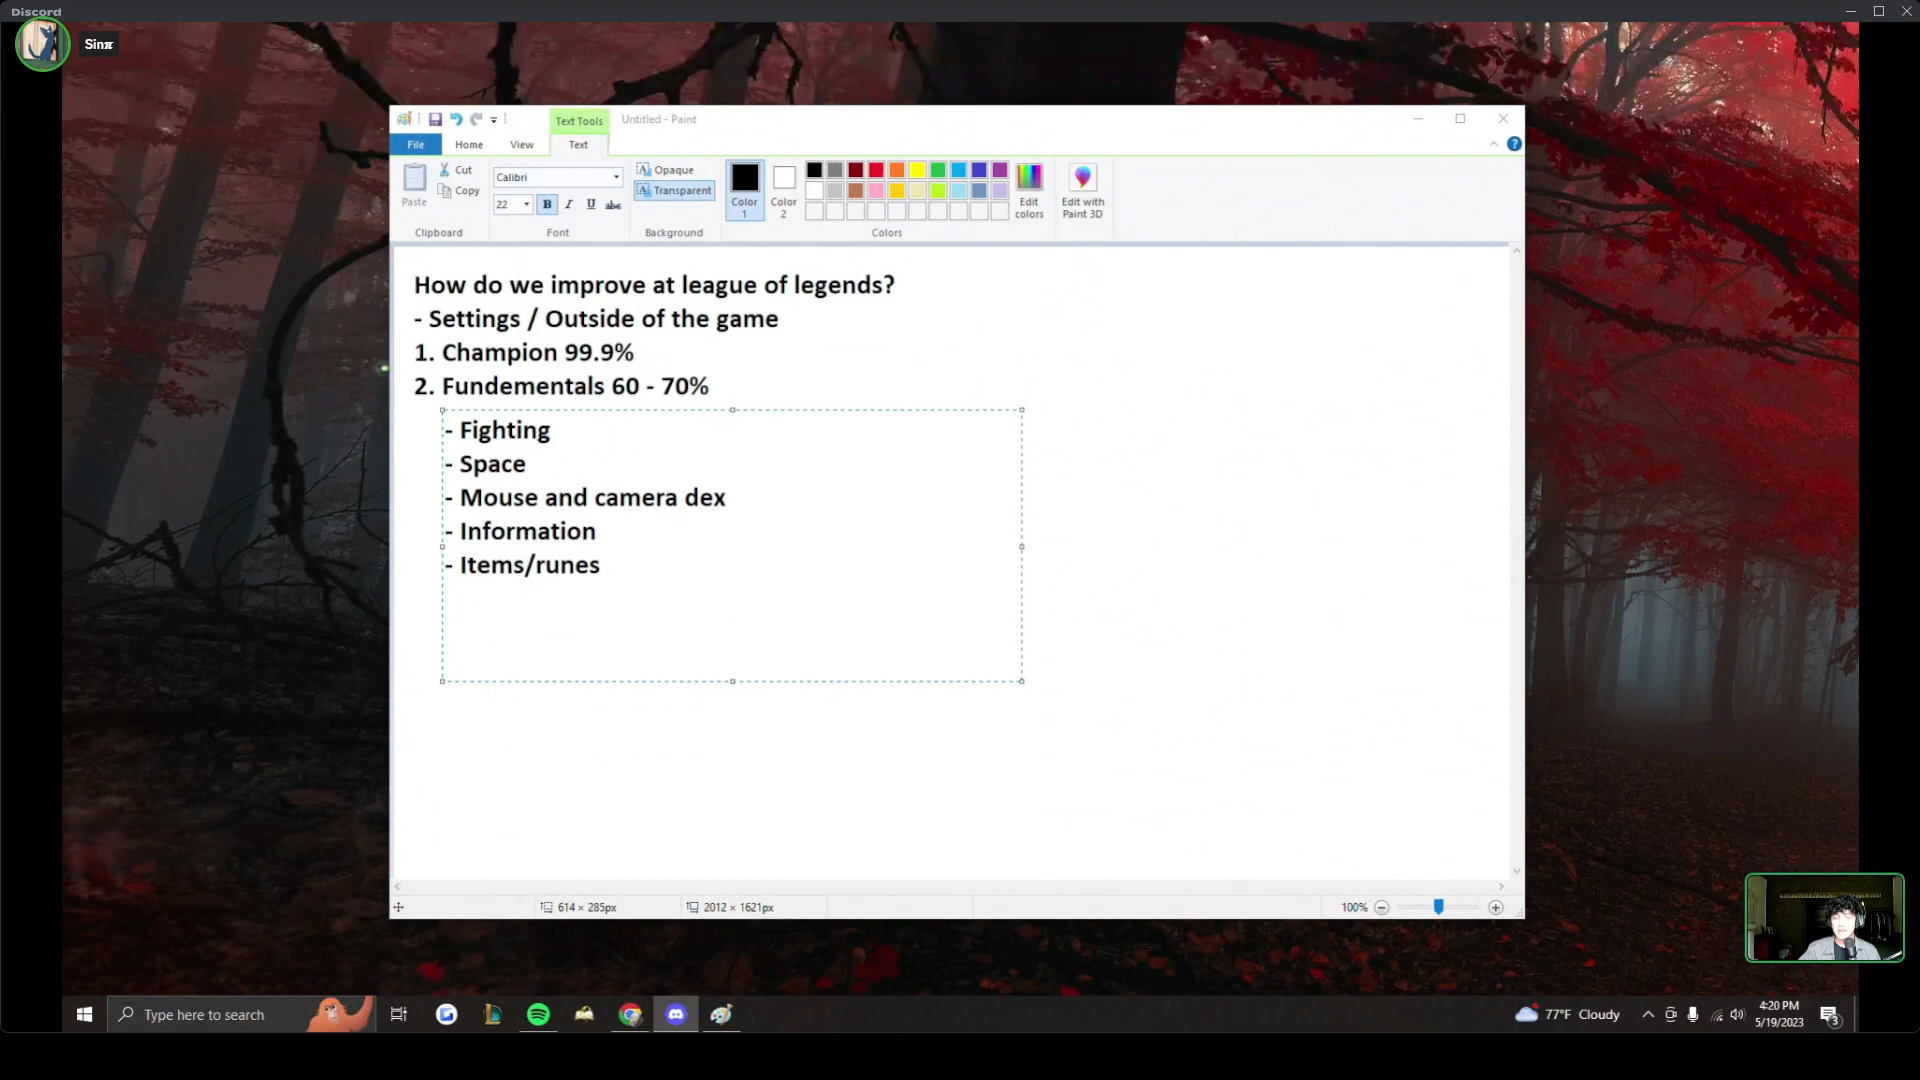 Discord
Sinπ
Text Tools
Untitled - Paint
File
Home
View
Text
Paste
Cut
Copy
Clipboard
Calibri
22
B
I
U
abc
Font
Opaque
Transparent
Background
Color 1
Color 2
Edit colors
Colors
Edit with Paint 3D
How do we improve at league of legends?
- Settings / Outside of the game
1. Champion 99.9%
2. Fundementals 60 - 70%
- Fighting
- Space
- Mouse and camera dex
- Information
- Items/runes
614 × 285px
2012 × 1621px
100%
Type here to search
77°F Cloudy
4:20 PM
5/19/2023
3